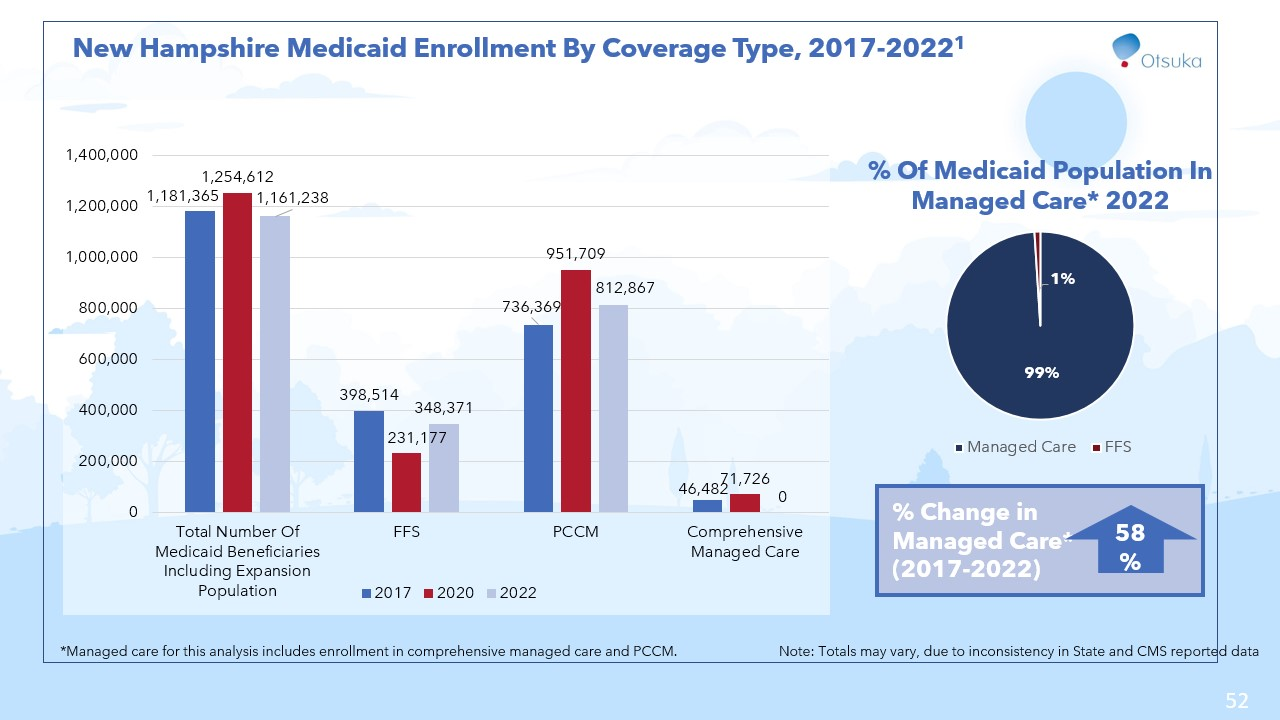 New Hampshire Medicaid Enrollment By Coverage Type, 2017-2022¹
Otsuka
1,400,000
1,200,000
1,000,000
800,000
600,000
400,000
200,000
0
1,181,365
1,254,612
1,161,238
398,514
231,177
348,371
736,369
951,709
812,867
46,482
71,726
0
Total Number Of
Medicaid Beneficiaries
Including Expansion
Population
FFS
PCCM
Comprehensive
Managed Care
2017 2020 2022
% Of Medicaid Population In
Managed Care* 2022
1%
99%
Managed Care FFS
% Change in
Managed Care*
(2017-2022)
58
%
*Managed care for this analysis includes enrollment in comprehensive managed care and PCCM.
Note: Totals may vary, due to inconsistency in State and CMS reported data
52